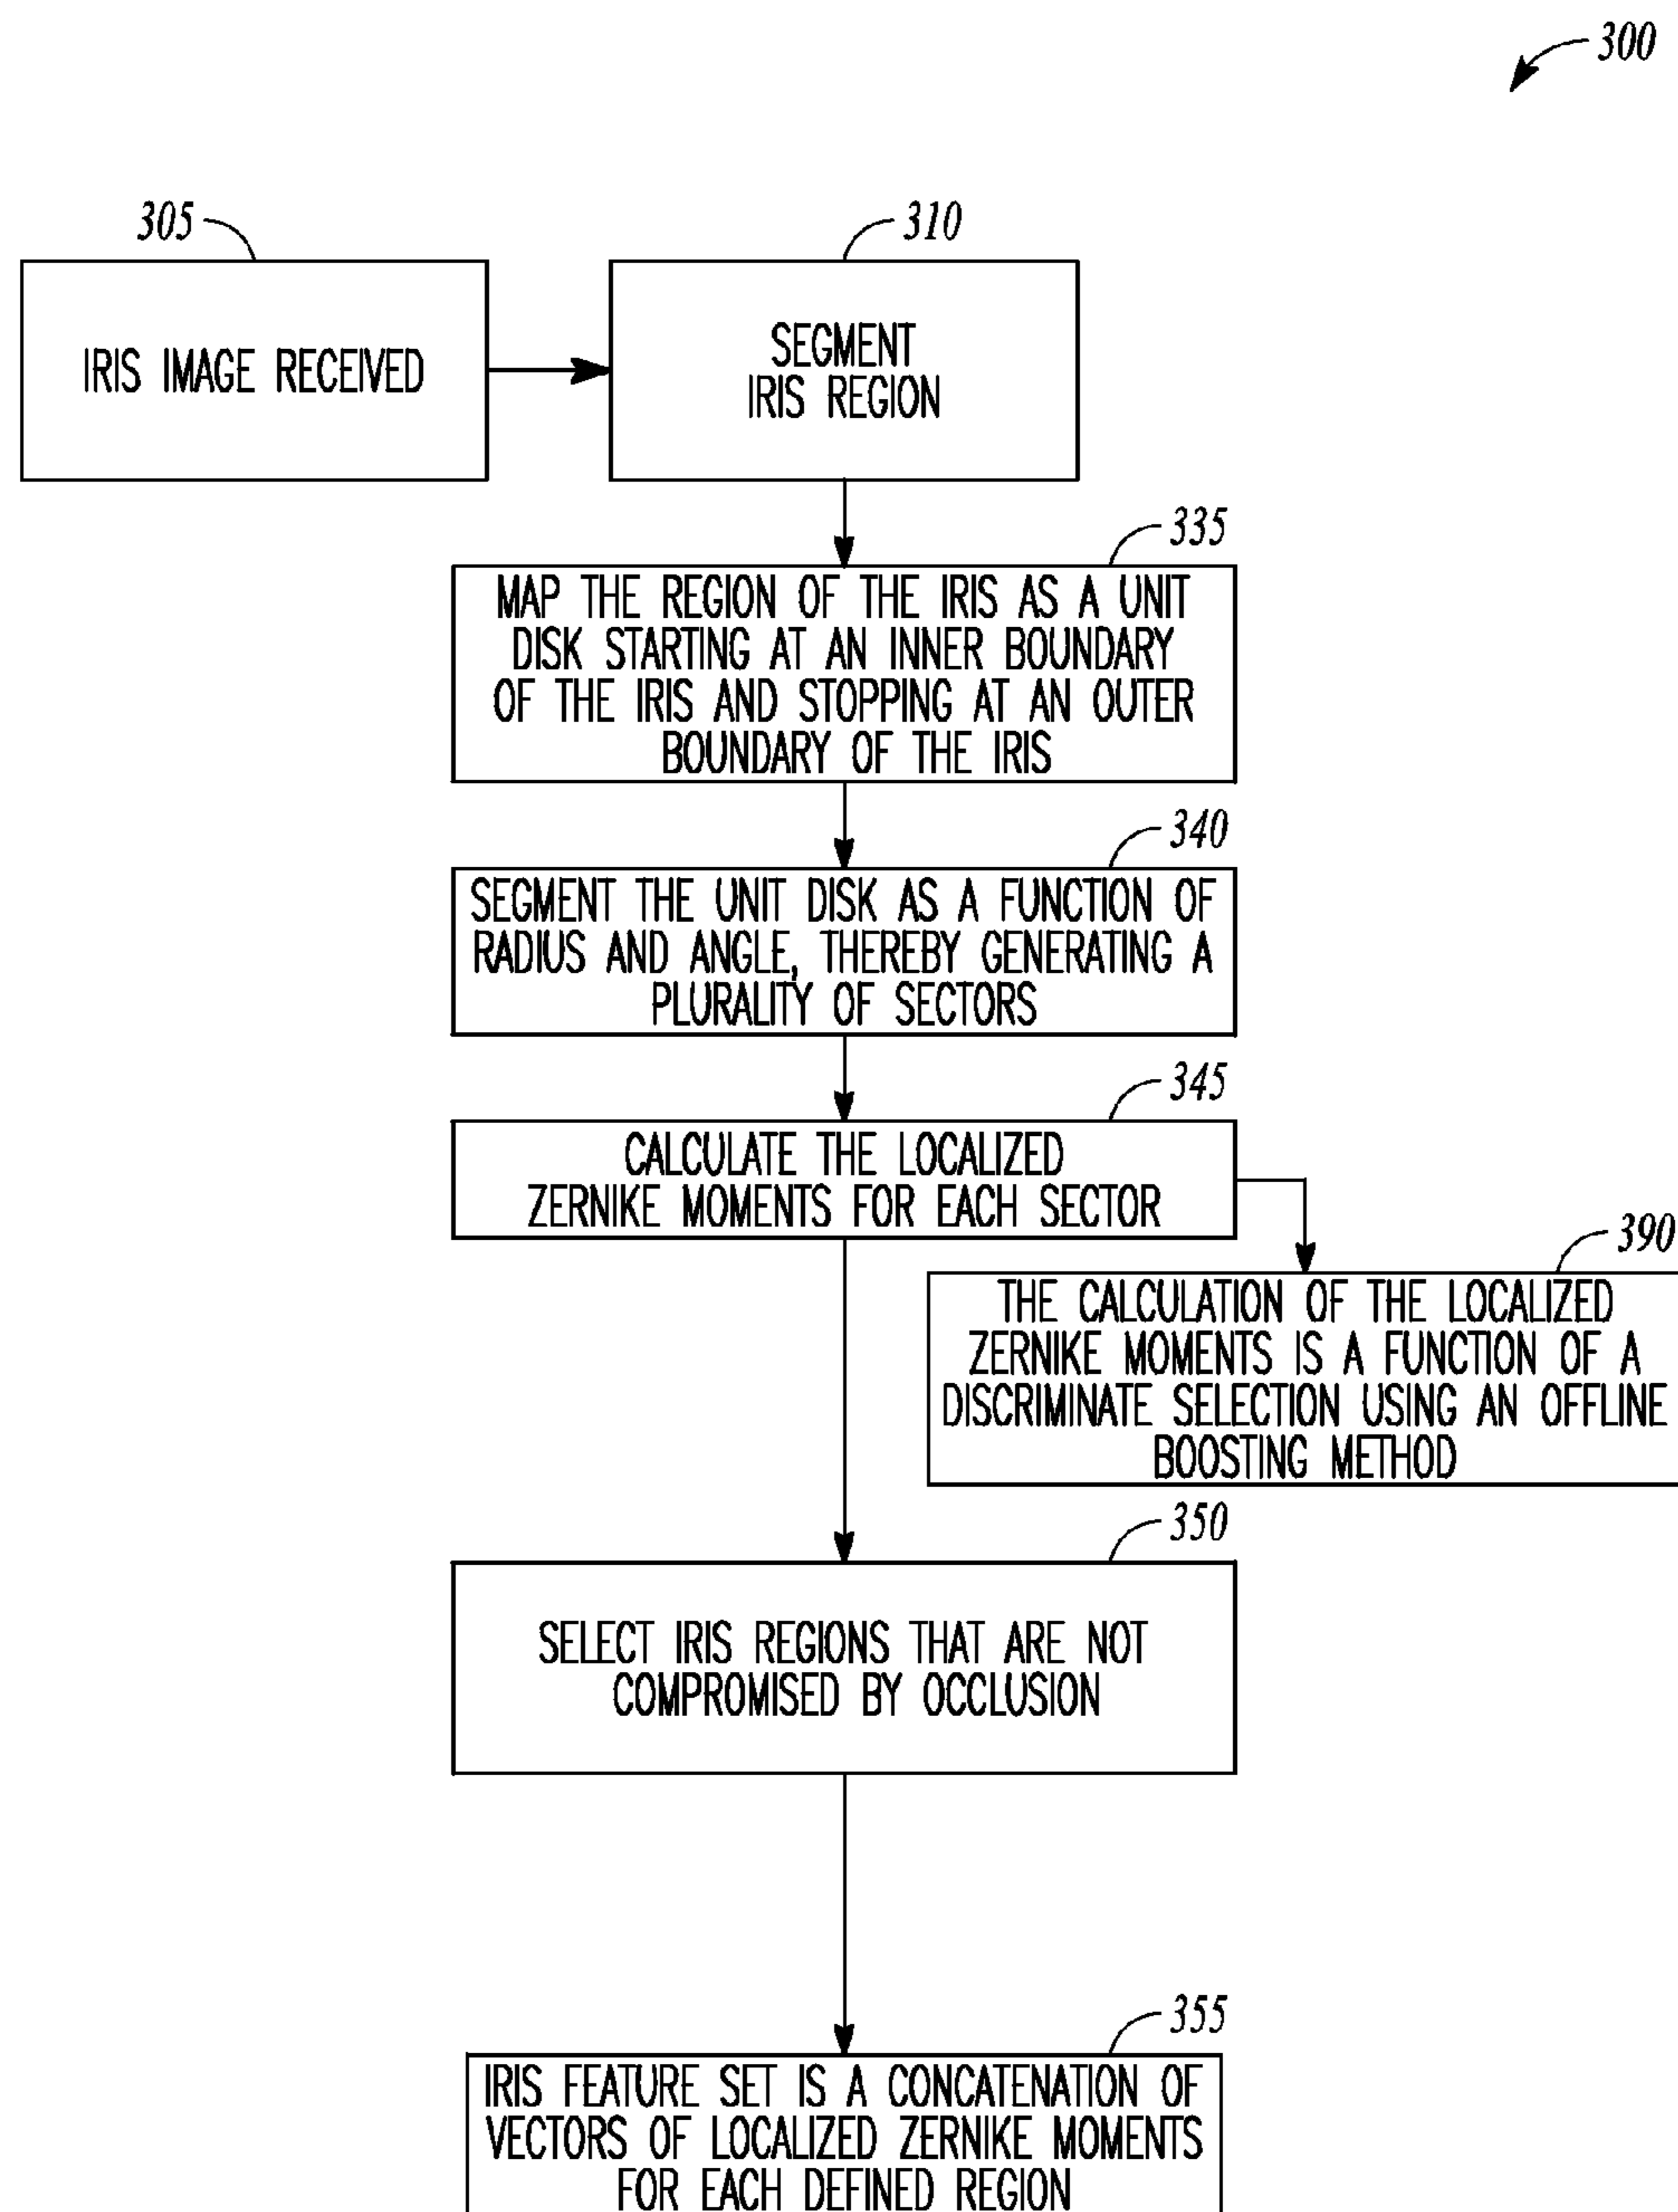 300
305
IRIS IMAGE RECEIVED
310
SEGMENT
IRIS REGION
335
MAP THE REGION OF THE IRIS AS A UNIT
DISK STARTING AT AN INNER BOUNDARY
OF THE IRIS AND STOPPING AT AN OUTER
BOUNDARY OF THE IRIS
340
SEGMENT THE UNIT DISK AS A FUNCTION OF
RADIUS AND ANGLE, THEREBY GENERATING A
PLURALITY OF SECTORS
345
CALCULATE THE LOCALIZED
ZERNIKE MOMENTS FOR EACH SECTOR
390
THE CALCULATION OF THE LOCALIZED
ZERNIKE MOMENTS IS A FUNCTION OF A
DISCRIMINATE SELECTION USING AN OFFLINE
BOOSTING METHOD
350
SELECT IRIS REGIONS THAT ARE NOT
COMPROMISED BY OCCLUSION
355
IRIS FEATURE SET IS A CONCATENATION OF
VECTORS OF LOCALIZED ZERNIKE MOMENTS
FOR EACH DEFINED REGION